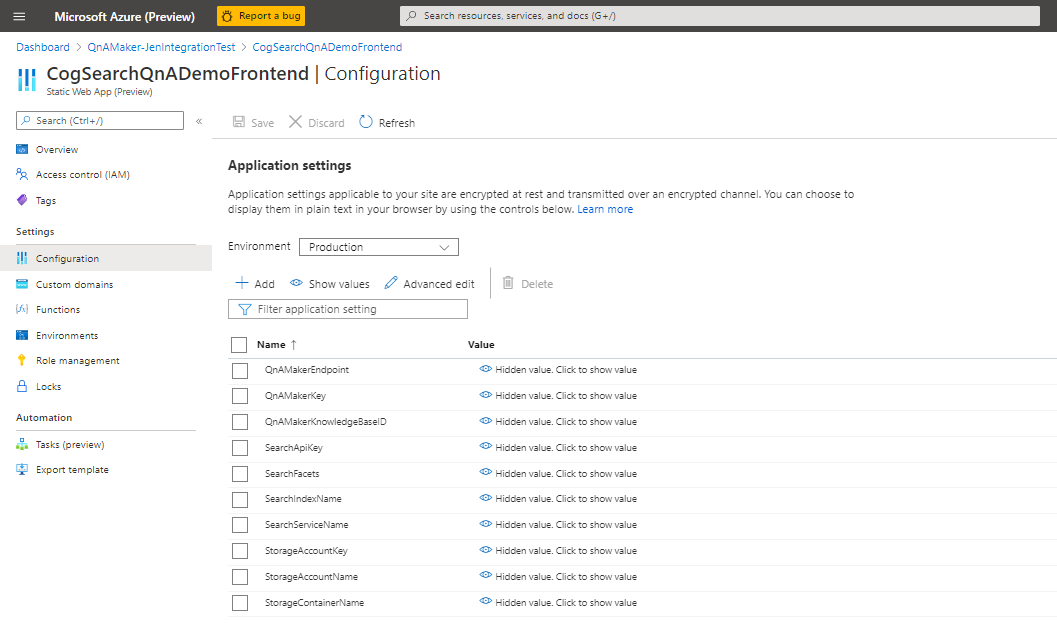 Microsoft Azure (Preview)
Report a bug
Search resources, services, and docs (G+/)
Dashboard > QnAMaker-JenIntegrationTest > CogSearchQnADemoFrontend
CogSearchQnADemoFrontend | Configuration
Static Web App (Preview)
Search (Ctrl+/)
«
Overview
Access control (IAM)
Tags
Settings
Configuration
Custom domains
Functions
Environments
Role management
Locks
Automation
Tasks (preview)
Export template
Save
Discard
Refresh
Application settings
Application settings applicable to your site are encrypted at rest and transmitted over an encrypted channel. You can choose to
display them in plain text in your browser by using the controls below. Learn more
Environment
Production
Add
Show values
Advanced edit
Delete
Filter application setting
Name ↑ Value
QnAMakerEndpoint Hidden value. Click to show value
QnAMakerKey Hidden value. Click to show value
QnAMakerKnowledgeBaseID Hidden value. Click to show value
SearchApiKey Hidden value. Click to show value
SearchFacets Hidden value. Click to show value
SearchIndexName Hidden value. Click to show value
SearchServiceName Hidden value. Click to show value
StorageAccountKey Hidden value. Click to show value
StorageAccountName Hidden value. Click to show value
StorageContainerName Hidden value. Click to show value